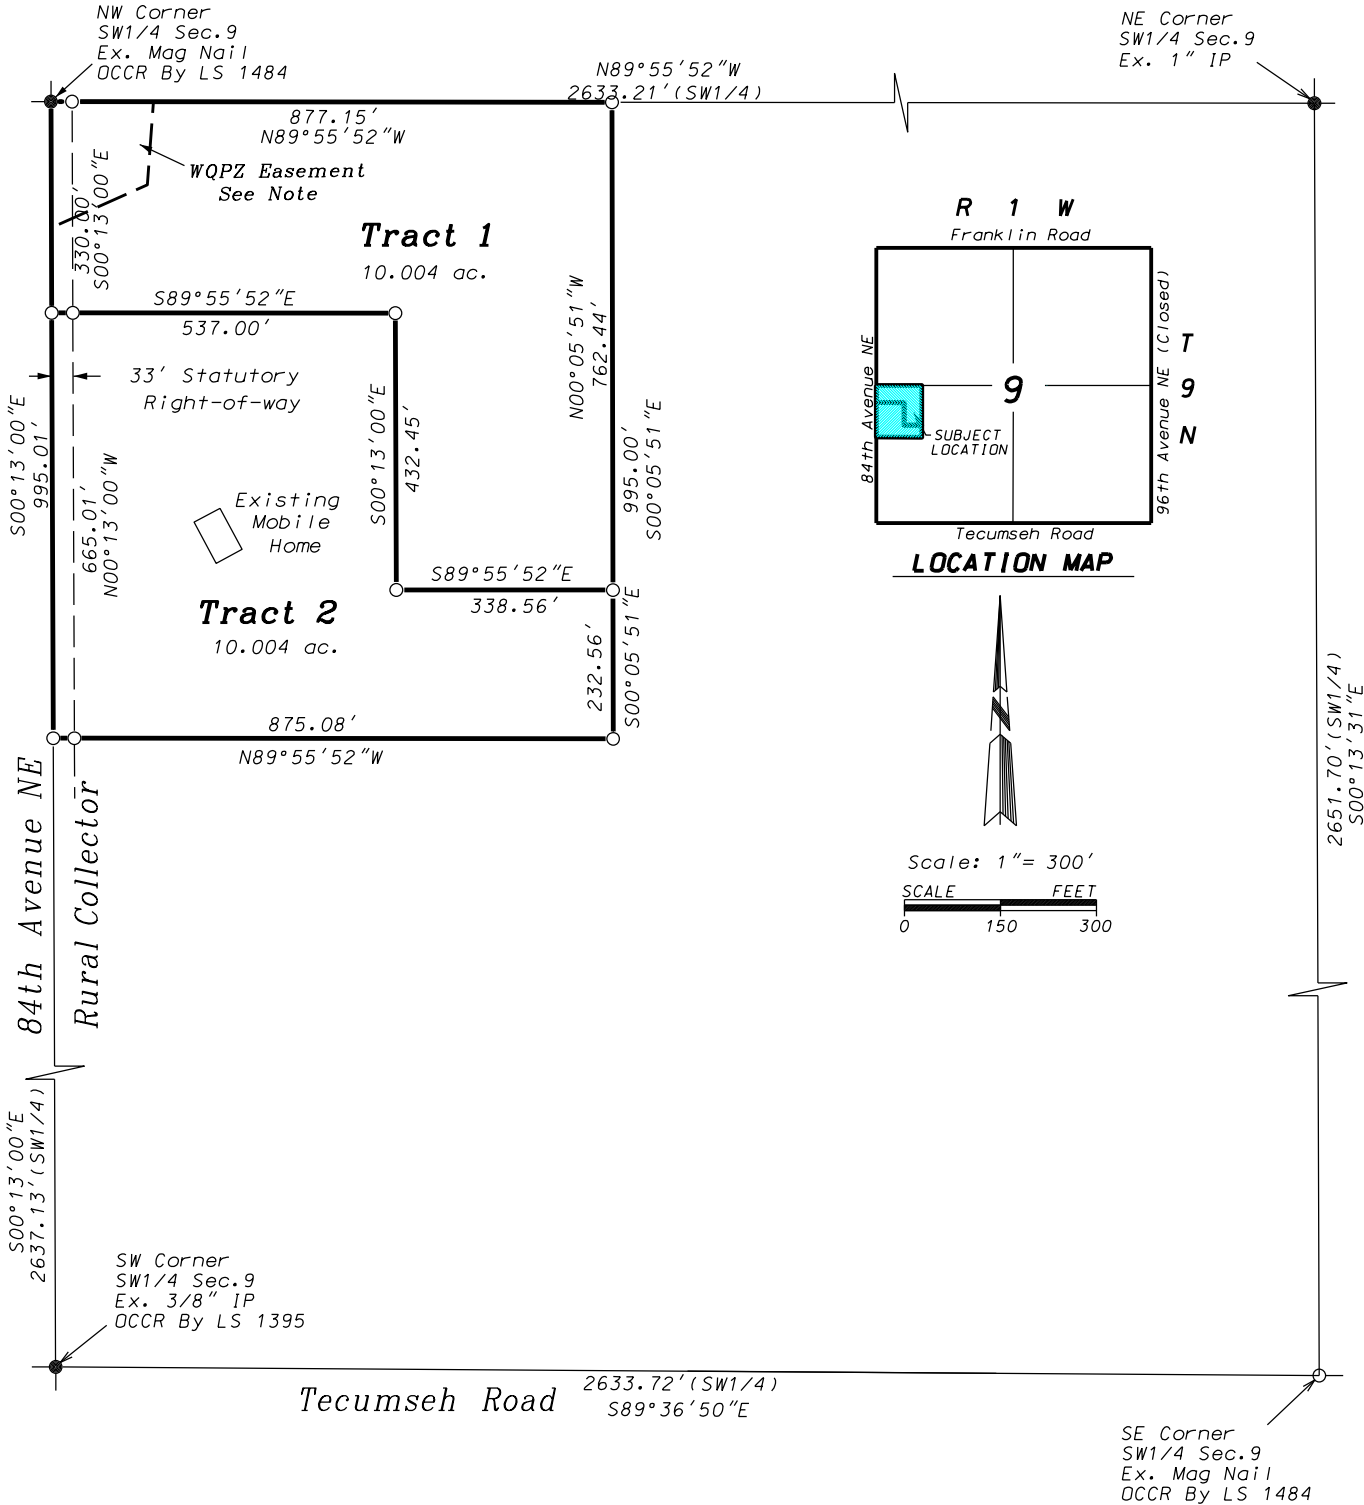 NW Corner
SW1/4 Sec.9
Ex. Mag Nail
OCCR By LS 1484
NE Corner
SW1/4 Sec.9
Ex. 1" IP
N89°55'52"W
2633.21'(SW1/4)
877.15'
N89°55'52"W
WQPZ Easement
See Note
330.00'
S00°13'00"E
Tract 1
10.004 ac.
S89°55'52"E
537.00'
33' Statutory
Right-of-way
N00°05'51"W
762.44'
S00°13'00"E
432.45'
995.00'
S00°05'51"E
S00°13'00"E
995.01'
665.01'
N00°13'00"W
Existing
Mobile
Home
S89°55'52"E
338.56'
Tract 2
10.004 ac.
232.56'
S00°05'51"E
875.08'
N89°55'52"W
R 1 W
Franklin Road
84th Avenue NE
9
96th Avenue NE (Closed)
T
9
N
SUBJECT
LOCATION
Tecumseh Road
LOCATION MAP
N
Scale: 1"= 300'
SCALE FEET
0 150 300
2651.70'(SW1/4)
S00°13'31"E
84th Avenue NE
Rural Collector
S00°13'00"E
2637.13'(SW1/4)
SW Corner
SW1/4 Sec.9
Ex. 3/8" IP
OCCR By LS 1395
Tecumseh Road
2633.72'(SW1/4)
S89°36'50"E
SE Corner
SW1/4 Sec.9
Ex. Mag Nail
OCCR By LS 1484